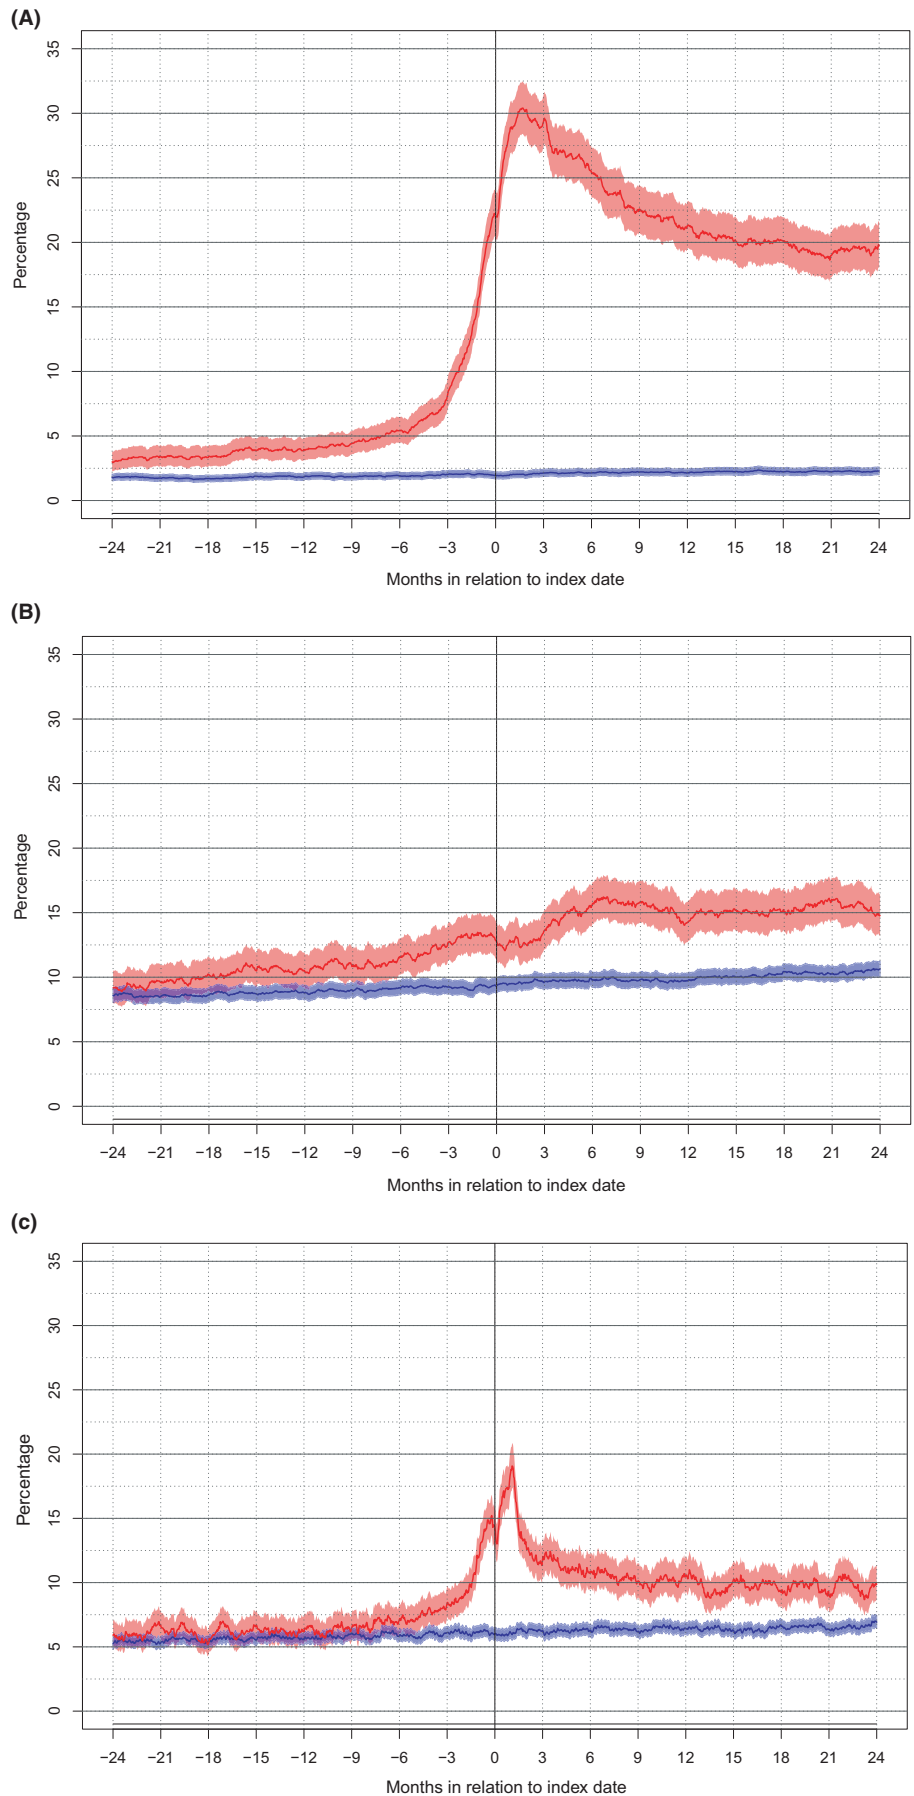 (A)
35
30
25
20
15
10
5
0
Percentage
−24 −21 −18 −15 −12 −9 −6 −3 0 3 6 9 12 15 18 21 24
Months in relation to index date
(B)
35
30
25
20
15
10
5
0
Percentage
−24 −21 −18 −15 −12 −9 −6 −3 0 3 6 9 12 15 18 21 24
Months in relation to index date
(c)
35
30
25
20
15
10
5
0
Percentage
−24 −21 −18 −15 −12 −9 −6 −3 0 3 6 9 12 15 18 21 24
Months in relation to index date